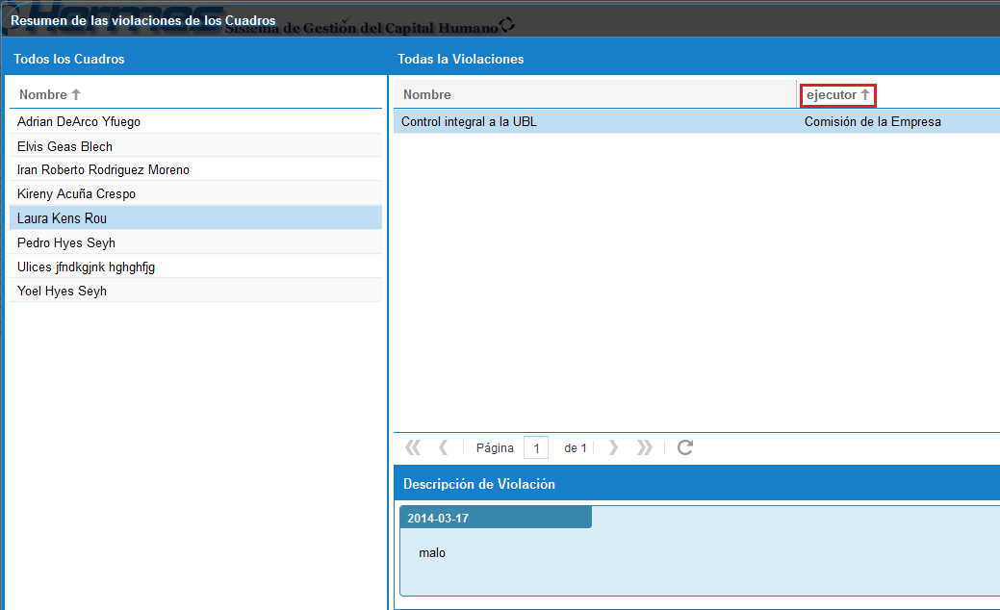 Hermes
Resumen de las violaciones de los Cuadros
Sistema de Gestión del Capital Humano
Todos los Cuadros
Todas la Violaciones
Nombre
Nombre
ejecutor
Adrian DeArco Yfuego
Control integral a la UBL
Comisión de la Empresa
Elvis Geas Blech
Iran Roberto Rodriguez Moreno
Kireny Acuña Crespo
Laura Kens Rou
Pedro Hyes Seyh
Ulices jfndkgjnk hghghfjg
Yoel Hyes Seyh
Página 1 de 1
Descripción de Violación
2014-03-17
malo